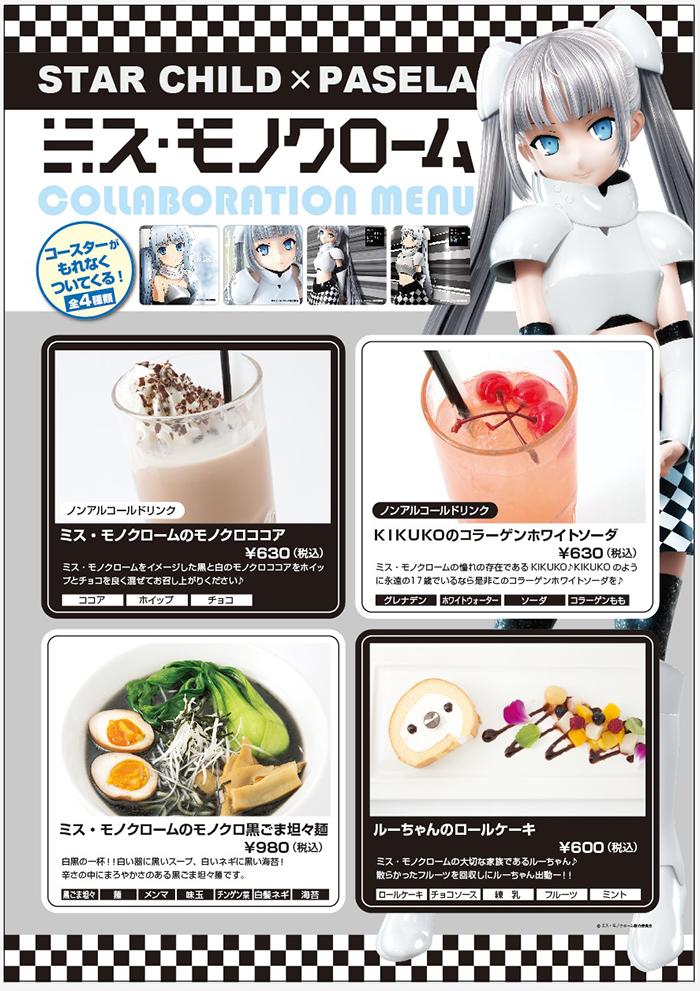 STAR CHILD×PASELA
ミス・モノクローム
COLLABORATION MENU
コースターが
もれなく
ついてくる！
全4種類
ノンアルコールドリンク
ミス・モノクロームのモノクロココア
¥630(税込)
ミス・モノクロームをイメージした黒と白のモノクロココアをホイッ
プとチョコを良く混ぜてお召し上がりください♪
ココア ホイップ チョコ
ノンアルコールドリンク
KIKUKOのコラーゲンホワイトソーダ
¥630(税込)
ミス・モノクロームの憧れの存在であるKIKUKO♪KIKUKOのよう
に永遠の17歳でいるなら是非このコラーゲンホワイトソーダを♪
グレナデン ホワイトウォーター ソーダ コラーゲンもも
ミス・モノクロームのモノクロ黒ごま坦々麺
¥980(税込)
白黒の一杯!!白い器に黒いスープ、白いネギに黒い海苔！
辛さの中にまろやかさのある黒ごま坦々麺です。
黒ごま坦々 麺 メンマ 味玉 チンゲン菜 白髪ネギ 海苔
ルーちゃんのロールケーキ
¥600(税込)
ミス・モノクロームの大切な家族であるルーちゃん♪
散らかったフルーツを回収しにルーちゃん出動ー!!
ロールケーキ チョコソース 練乳 フルーツ ミント
©ミス・モノクローム製作委員会